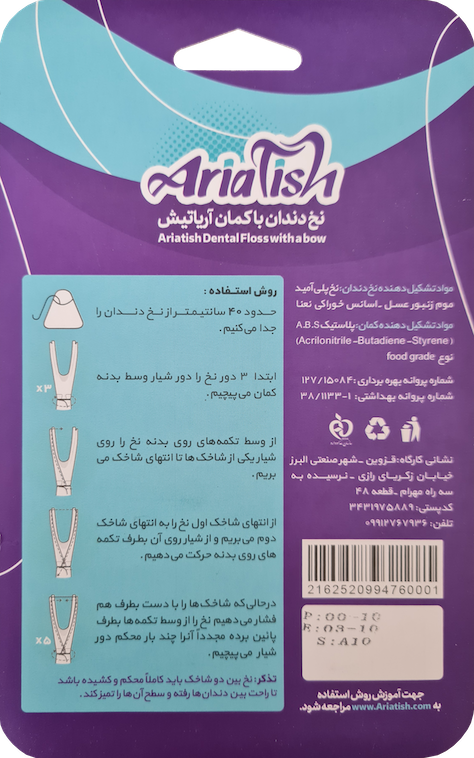 AriaTish
نخ دندان با کمان آریاتیش
Ariatish Dental Floss with a bow
روش استفاده :
حدود ۴۰ سانتیمتر از نخ دندان را
جدا می‌کنیم.
x۳
ابتدا ۳ دور نخ را دور شیار وسط بدنه
کمان می‌پیچیم.
از وسط تکمه‌های روی بدنه نخ را روی
شیار یکی از شاخک‌ها تا انتهای شاخک می
بریم.
از انتهای شاخک اول نخ را به انتهای شاخک
دوم می‌بریم و از شیار روی آن بطرف تکمه
های روی بدنه حرکت می‌دهیم.
x۵
درحالی‌که شاخک‌ها را با دست بطرف هم
فشار می‌دهیم نخ را از وسط تکمه‌ها بطرف
پائین برده مجدداً آنرا چند بار محکم دور
شیار می‌پیچیم.
تذکر: نخ بین دو شاخک باید کاملاً محکم و کشیده باشد
تا راحت بین دندان‌ها رفته و سطح آن‌ها را تمیز کند.
مواد تشکیل دهنده نخ دندان: نخ پلی آمید
موم زنبور عسل ـ اسانس خوراکی نعنا
مواد تشکیل دهنده کمان: پلاستیک A.B.S
(Acrilonitrile -Butadiene -Styrene)
نوع food grade
شماره پروانه بهره برداری: ۱۲۷/۱۵۰۸۴
شماره پروانه بهداشتی: ۳۸/۱۱۳۳-۱
نشانی کارگاه: قزوین ـ شهر صنعتی البرز
خیابان زکریای رازی ـ نرسیده به
سه راه مهرام ـ قطعه ۴۸
کدپستی: ۳۴۳۱۹۷۵۸۸۹
تلفن: ۰۹۹۱۲۷۶۷۹۳۶
2162520994760001
P:00-10
E:03-10
S:A10
جهت آموزش روش استفاده
به www.Ariatish.com مراجعه شود.